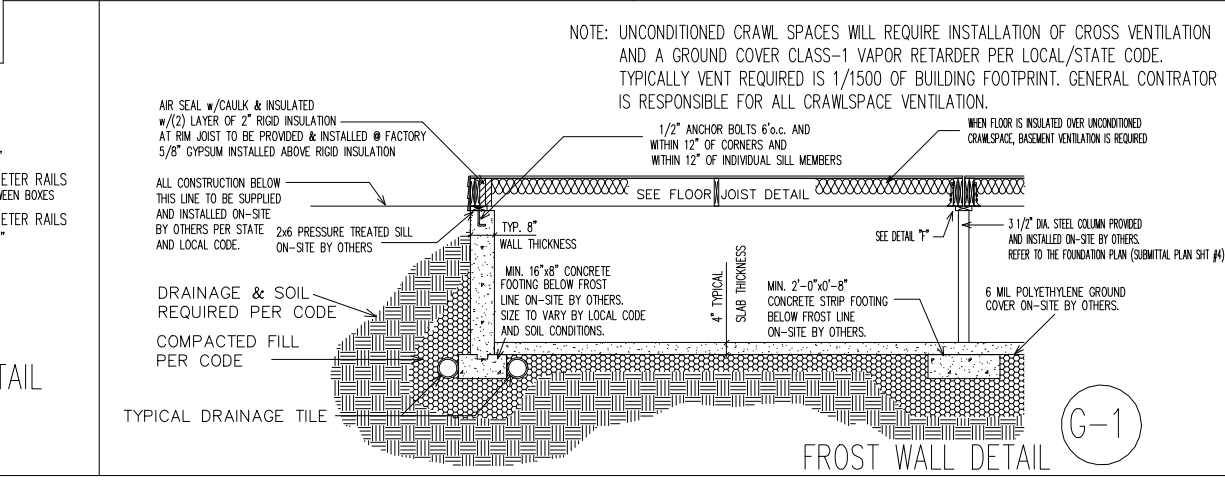 NOTE: UNCONDITIONED CRAWL SPACES WILL REQUIRE INSTALLATION OF CROSS VENTILATION
AND A GROUND COVER CLASS-1 VAPOR RETARDER PER LOCAL/STATE CODE.
TYPICALLY VENT REQUIRED IS 1/1500 OF BUILDING FOOTPRINT. GENERAL CONTRATOR
IS RESPONSIBLE FOR ALL CRAWLSPACE VENTILATION.
AIR SEAL w/CAULK & INSULATED
w/(2) LAYER OF 2" RIGID INSULATION
AT RIM JOIST TO BE PROVIDED & INSTALLED @ FACTORY
5/8" GYPSUM INSTALLED ABOVE RIGID INSULATION
1/2" ANCHOR BOLTS 6'o.c. AND
WITHIN 12" OF CORNERS AND
WITHIN 12" OF INDIVIDUAL SILL MEMBERS
WHEN FLOOR IS INSULATED OVER UNCONDITIONED
CRAWLSPACE, BASEMENT VENTILATION IS REQUIRED
"
ETER RAILS
WEEN BOXES
ETER RAILS
"
TAIL
ALL CONSTRUCTION BELOW
THIS LINE TO BE SUPPLIED
AND INSTALLED ON-SITE
BY OTHERS PER STATE
AND LOCAL CODE.
2x6 PRESSURE TREATED SILL
ON-SITE BY OTHERS
SEE FLOOR JOIST DETAIL
TYP. 8"
WALL THICKNESS
SEE DETAIL "F"
3 1/2" DIA. STEEL COLUMN PROVIDED
AND INSTALLED ON-SITE BY OTHERS.
REFER TO THE FOUNDATION PLAN (SUBMITTAL PLAN SHT #4)
MIN. 16"x8" CONCRETE
FOOTING BELOW FROST
LINE ON-SITE BY OTHERS.
SIZE TO VARY BY LOCAL CODE
AND SOIL CONDITIONS.
4" TYPICAL
SLAB THICKNESS
MIN. 2'-0"x0'-8"
CONCRETE STRIP FOOTING
BELOW FROST LINE
ON-SITE BY OTHERS.
6 MIL POLYETHYLENE GROUND
COVER ON-SITE BY OTHERS.
DRAINAGE & SOIL
REQUIRED PER CODE
COMPACTED FILL
PER CODE
TYPICAL DRAINAGE TILE
FROST WALL DETAIL
G-1